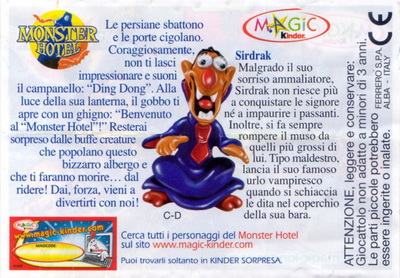 MONSTER
HOTEL
Le persiane sbattono
e le porte cigolano.
Coraggiosamente,
non ti lasci
impressionare e suoni
il campanello: “Ding Dong”. Alla
luce della sua lanterna, il gobbo ti
apre con un ghigno: “Benvenuto
al “Monster Hotel”!” Resterai
sorpreso dalle buffe creature
che popolano questo
bizzarro albergo e
che ti faranno morire... dal
ridere! Dai, forza, vieni a
divertirti con noi!
C-D
MAGIC
Kinder.
Sirdrak
Malgrado il suo
sorriso ammaliatore,
Sirdrak non riesce più
a conquistare le signore
né a impaurire i passanti.
Inoltre, si fa sempre
rompere il muso da
quelli più grossi di
lui. Tipo maldestro,
lancia il suo famoso
urlo vampiresco
quando si schiaccia
le dita nel coperchio
della sua bara.
ATTENZIONE, leggere e conservare:
Giocattolo non adatto a minori di 3 anni.
Le parti piccole potrebbero
essere ingerite o inalate.
FERRERO S.P.A.
ALBA - ITALY
CE
www.magic-kinder.com
MAGICODE
Cerca tutti i personaggi del Monster Hotel
sul sito www.magic-kinder.com
Puoi trovarli soltanto in KINDER SORPRESA.